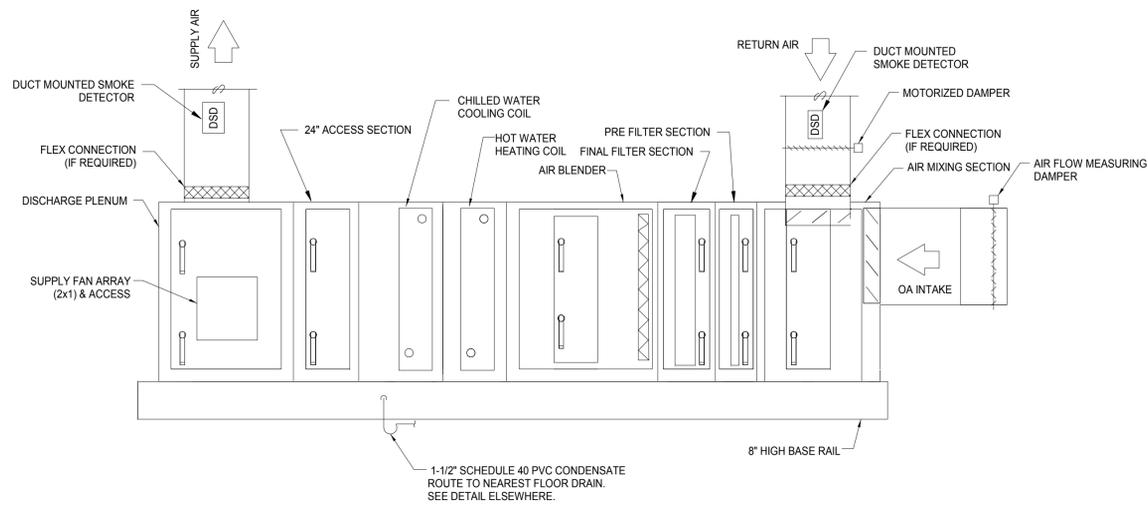 SUPPLY AIR
DUCT MOUNTED SMOKE
DETECTOR
DSD
FLEX CONNECTION
(IF REQUIRED)
DISCHARGE PLENUM
SUPPLY FAN ARRAY
(2x1) & ACCESS
24" ACCESS SECTION
CHILLED WATER
COOLING COIL
HOT WATER
HEATING COIL
AIR BLENDER
PRE FILTER SECTION
FINAL FILTER SECTION
RETURN AIR
DSD
DUCT MOUNTED
SMOKE DETECTOR
MOTORIZED DAMPER
FLEX CONNECTION
(IF REQUIRED)
AIR MIXING SECTION
AIR FLOW MEASURING
DAMPER
OA INTAKE
8" HIGH BASE RAIL
1-1/2" SCHEDULE 40 PVC CONDENSATE
ROUTE TO NEAREST FLOOR DRAIN.
SEE DETAIL ELSEWHERE.